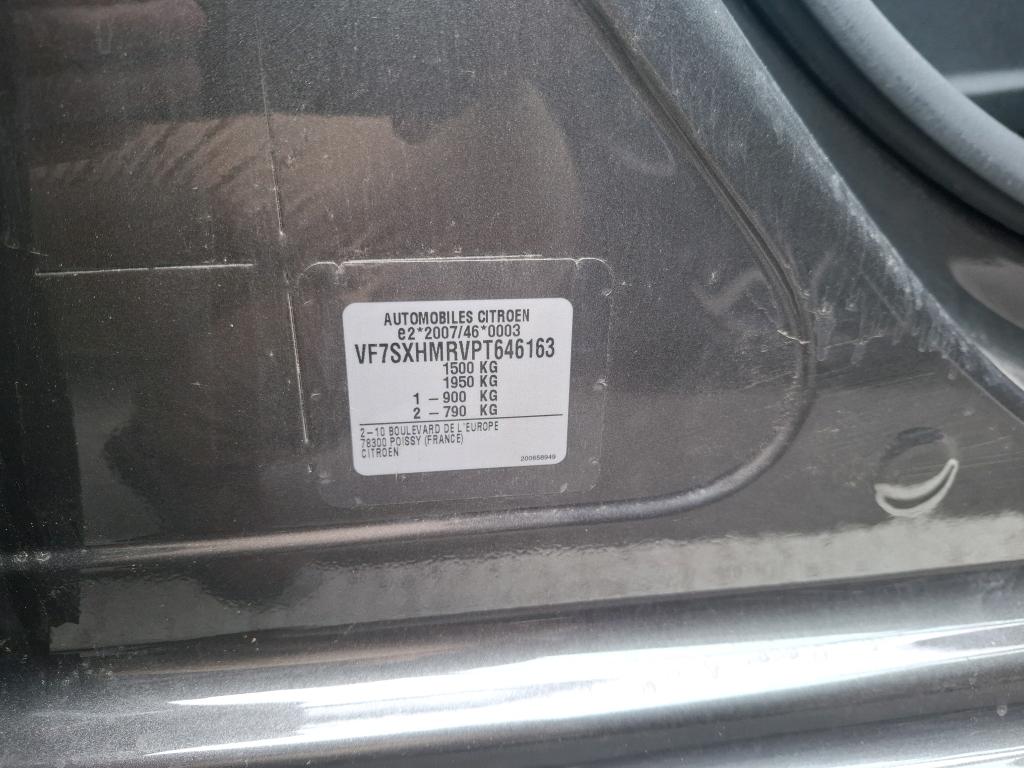 AUTOMOBILES CITROEN
e2*2007/46*0003
VF7SXHMRVPT646163
1500 KG
1950 KG
1 – 900 KG
2 – 790 KG
2–10 BOULEVARD DE L'EUROPE
78300 POISSY (FRANCE)
CITROEN
200658949